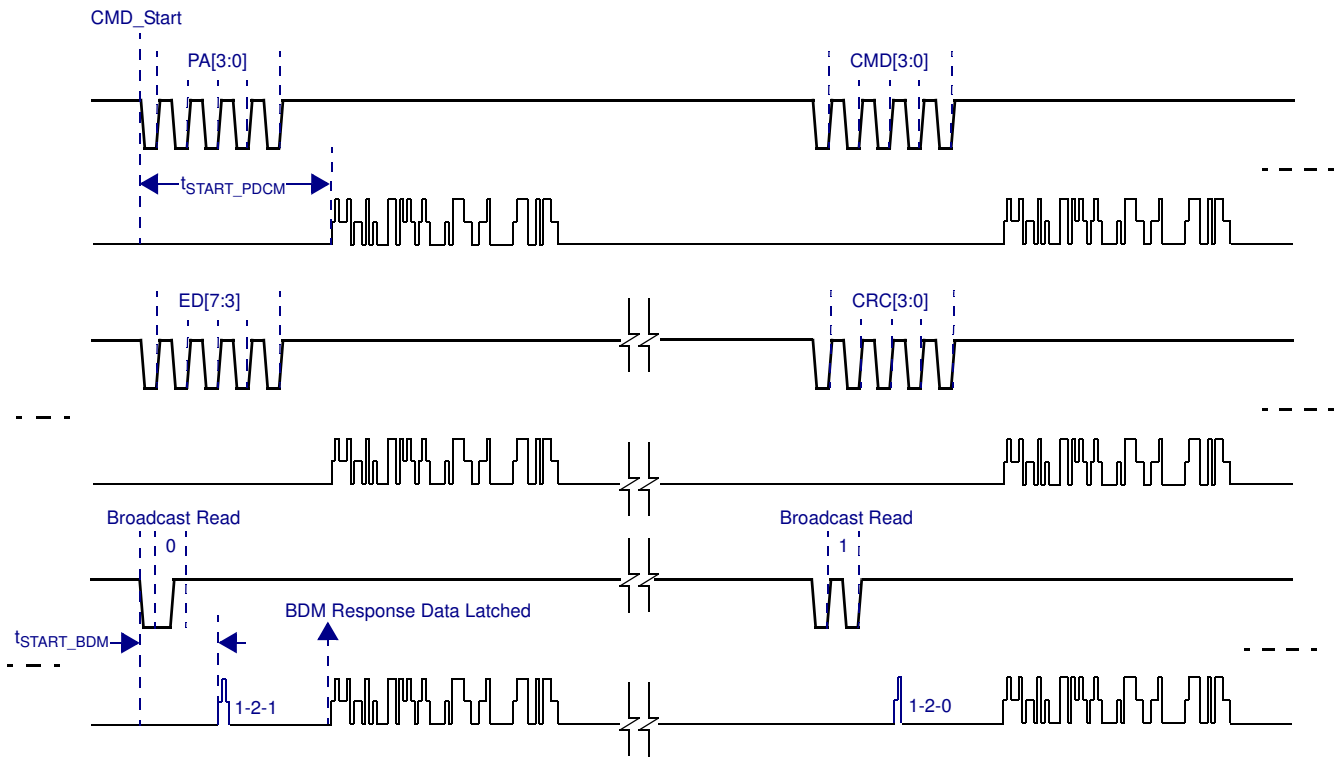 CMD_Start
PA[3:0]
CMD[3:0]
tSTART_PDCM
ED[7:3]
CRC[3:0]
Broadcast Read
Broadcast Read
0
1
BDM Response Data Latched
tSTART_BDM
1-2-1
1-2-0